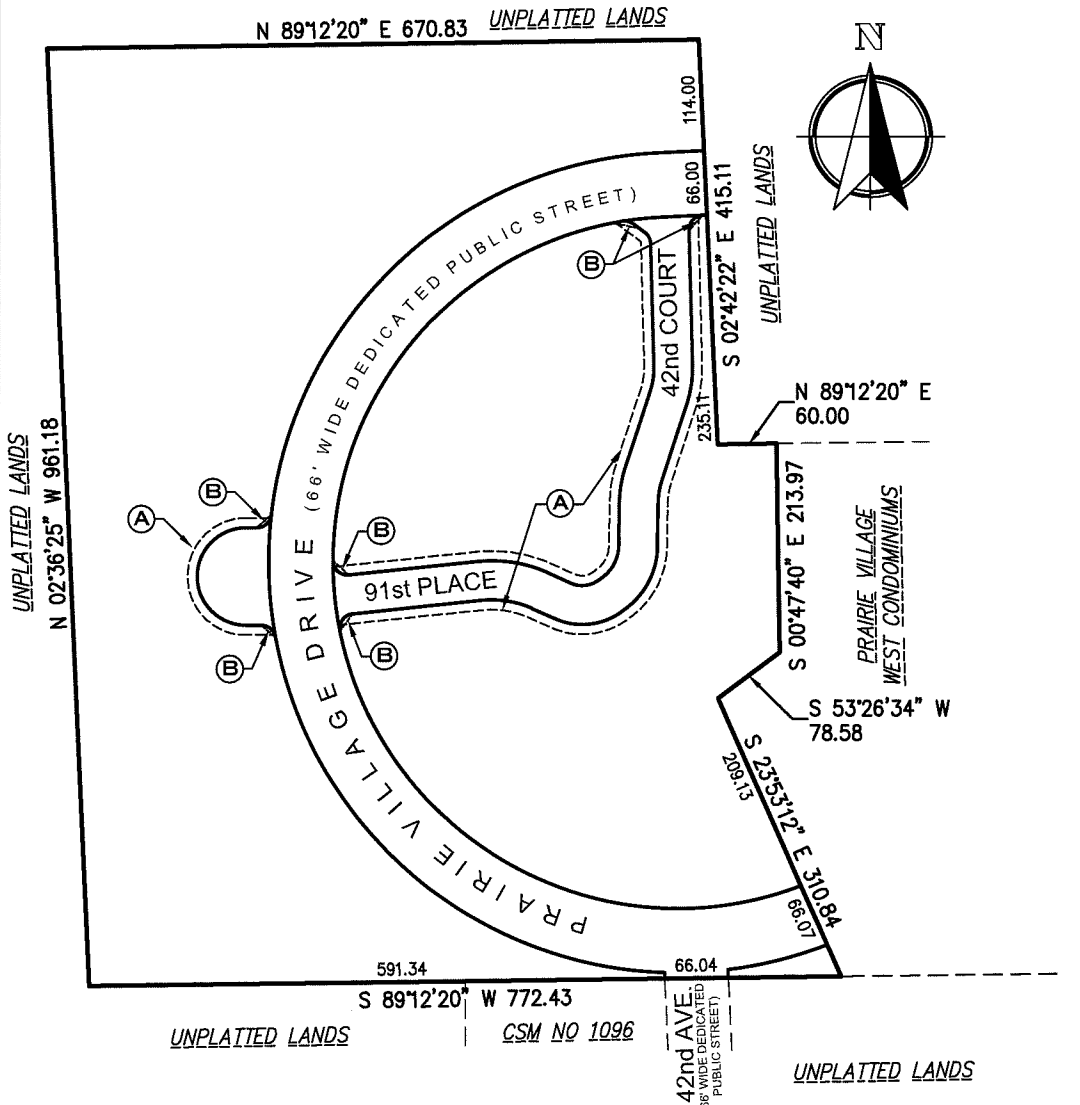 N 89°12'20" E 670.83
UNPLATTED LANDS
N
114.00
66.00
S 02°42'22" E 415.11
UNPLATTED LANDS
(66' WIDE DEDICATED PUBLIC STREET)
B
42nd COURT
235.11
N 89°12'20" E
60.00
UNPLATTED LANDS
N 02°36'25" W 961.18
A
B
B
A
91st PLACE
B
B
S 00°47'40" E 213.97
PRAIRIE VILLAGE
WEST CONDOMINIUMS
S 53°26'34" W
78.58
PRAIRIE VILLAGE DRIVE
S 23°53'12" E 310.84
209.13
66.07
591.34
66.04
S 89°12'20" W 772.43
UNPLATTED LANDS
CSM NO 1096
42nd AVE.
66' WIDE DEDICATED
PUBLIC STREET)
UNPLATTED LANDS